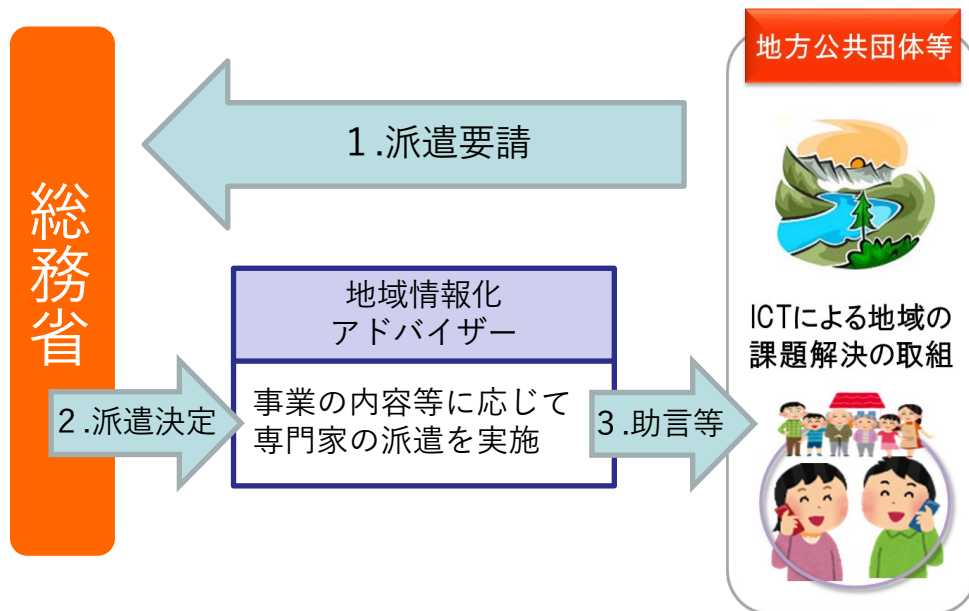 地方公共団体等
1.派遣要請
総務省
地域情報化
アドバイザー
事業の内容等に応じて
専門家の派遣を実施
2.派遣決定
3.助言等
ICTによる地域の
課題解決の取組